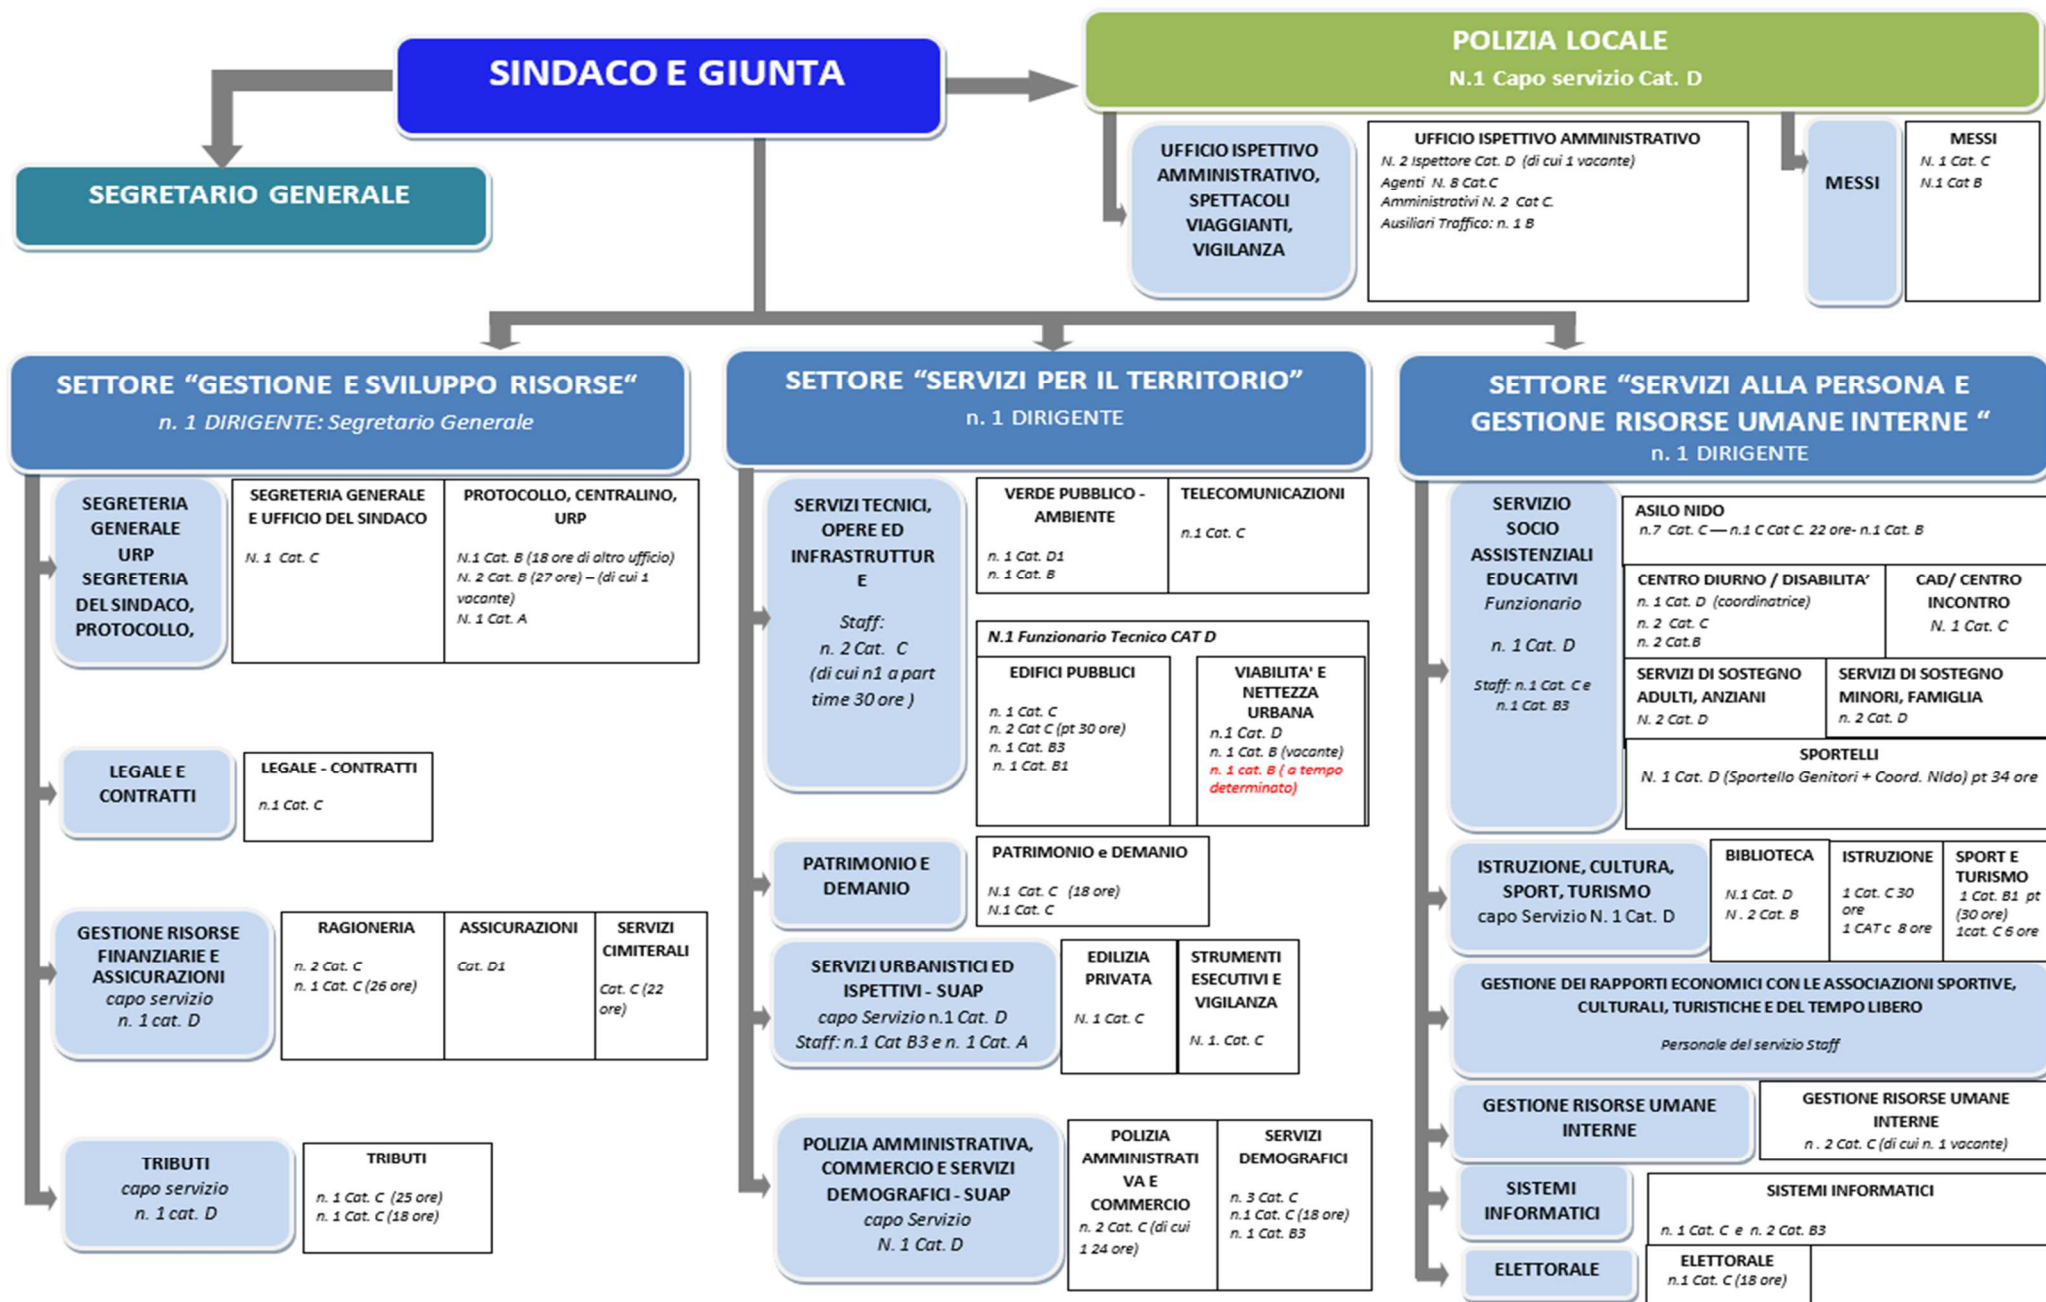 SINDACO E GIUNTA
POLIZIA LOCALE
N.1 Capo servizio Cat. D
SEGRETARIO GENERALE
UFFICIO ISPETTIVO
AMMINISTRATIVO,
SPETTACOLI
VIAGGIANTI,
VIGILANZA
UFFICIO ISPETTIVO AMMINISTRATIVO
N. 2 Ispettore Cat. D (di cui 1 vacante)
Agenti N. 8 Cat.C
Amministrativi N. 2 Cat C.
Ausiliari Traffico: n. 1 B
MESSI
MESSI
N. 1 Cat. C
N.1 Cat B
SETTORE “GESTIONE E SVILUPPO RISORSE“
n. 1 DIRIGENTE: Segretario Generale
SEGRETERIA
GENERALE
URP
SEGRETERIA
DEL SINDACO,
PROTOCOLLO,
SEGRETERIA GENERALE
E UFFICIO DEL SINDACO
N. 1 Cat. C
PROTOCOLLO, CENTRALINO,
URP
N.1 Cat. B (18 ore di altro ufficio)
N. 2 Cat. B (27 ore) – (di cui 1
vacante)
N. 1 Cat. A
LEGALE E
CONTRATTI
LEGALE - CONTRATTI
n.1 Cat. C
GESTIONE RISORSE
FINANZIARIE E
ASSICURAZIONI
capo servizio
n. 1 cat. D
RAGIONERIA
n. 2 Cat. C
n. 1 Cat. C (26 ore)
ASSICURAZIONI
Cat. D1
SERVIZI
CIMITERALI
Cat. C (22
ore)
TRIBUTI
capo servizio
n. 1 cat. D
TRIBUTI
n. 1 Cat. C (25 ore)
n. 1 Cat. C (18 ore)
SETTORE “SERVIZI PER IL TERRITORIO”
n. 1 DIRIGENTE
SERVIZI TECNICI,
OPERE ED
INFRASTRUTTUR
E
Staff:
n. 2 Cat. C
(di cui n1 a part
time 30 ore )
VERDE PUBBLICO -
AMBIENTE
n. 1 Cat. D1
n. 1 Cat. B
TELECOMUNICAZIONI
n.1 Cat. C
N.1 Funzionario Tecnico CAT D
EDIFICI PUBBLICI
n. 1 Cat. C
n. 2 Cat C (pt 30 ore)
n. 1 Cat. B3
n. 1 Cat. B1
VIABILITA' E
NETTEZZA
URBANA
n.1 Cat. D
n. 1 Cat. B (vacante)
n. 1 cat. B ( a tempo
determinato)
PATRIMONIO E
DEMANIO
PATRIMONIO e DEMANIO
N.1 Cat. C (18 ore)
N.1 Cat. C
SERVIZI URBANISTICI ED
ISPETTIVI - SUAP
capo Servizio n.1 Cat. D
Staff: n.1 Cat B3 e n. 1 Cat. A
EDILIZIA
PRIVATA
N. 1 Cat. C
STRUMENTI
ESECUTIVI E
VIGILANZA
N. 1. Cat. C
POLIZIA AMMINISTRATIVA,
COMMERCIO E SERVIZI
DEMOGRAFICI - SUAP
capo Servizio
N. 1 Cat. D
POLIZIA
AMMINISTRATI
VA E
COMMERCIO
n. 2 Cat. C (di cui
1 24 ore)
SERVIZI
DEMOGRAFICI
n. 3 Cat. C
n.1 Cat. C (18 ore)
n. 1 Cat. B3
SETTORE “SERVIZI ALLA PERSONA E
GESTIONE RISORSE UMANE INTERNE “
n. 1 DIRIGENTE
SERVIZIO
SOCIO
ASSISTENZIALI
EDUCATIVI
Funzionario
n. 1 Cat. D
Staff: n.1 Cat. C e
n.1 Cat. B3
ASILO NIDO
n.7 Cat. C — n.1 C Cat C. 22 ore- n.1 Cat. B
CENTRO DIURNO / DISABILITA’
n. 1 Cat. D (coordinatrice)
n. 2 Cat. C
n. 2 Cat.B
CAD/ CENTRO
INCONTRO
N. 1 Cat. C
SERVIZI DI SOSTEGNO
ADULTI, ANZIANI
N. 2 Cat. D
SERVIZI DI SOSTEGNO
MINORI, FAMIGLIA
n. 2 Cat. D
SPORTELLI
N. 1 Cat. D (Sportello Genitori + Coord. NIdo) pt 34 ore
ISTRUZIONE, CULTURA,
SPORT, TURISMO
capo Servizio N. 1 Cat. D
BIBLIOTECA
N.1 Cat. D
N . 2 Cat. B
ISTRUZIONE
1 Cat. C 30
ore
1 CAT c 8 ore
SPORT E
TURISMO
1 Cat. B1 pt
(30 ore)
1cat. C 6 ore
GESTIONE DEI RAPPORTI ECONOMICI CON LE ASSOCIAZIONI SPORTIVE,
CULTURALI, TURISTICHE E DEL TEMPO LIBERO
Personale del servizio Staff
GESTIONE RISORSE UMANE
INTERNE
GESTIONE RISORSE UMANE
INTERNE
n . 2 Cat. C (di cui n. 1 vacante)
SISTEMI
INFORMATICI
SISTEMI INFORMATICI
n. 1 Cat. C e n. 2 Cat. B3
ELETTORALE
ELETTORALE
n.1 Cat. C (18 ore)